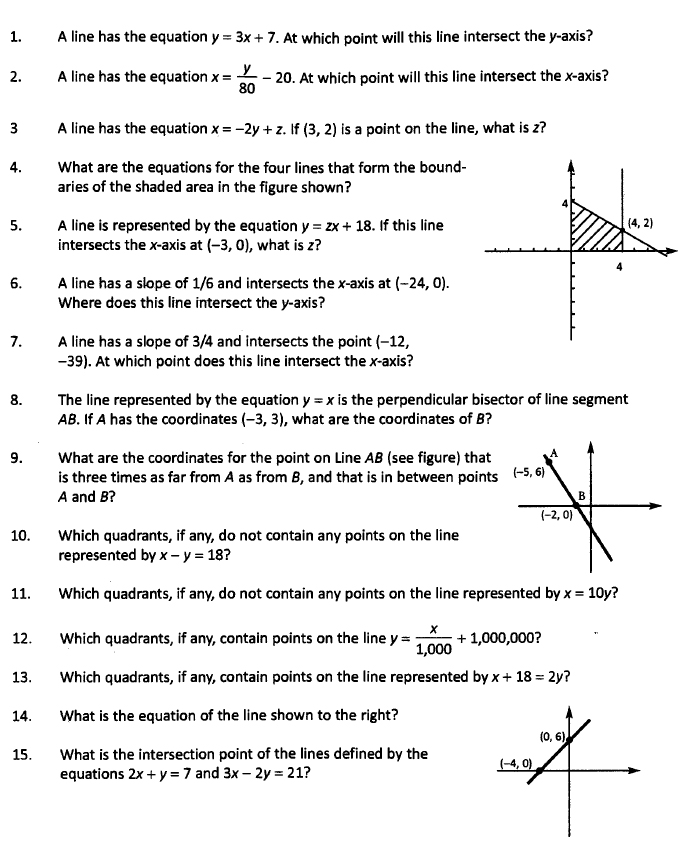 1. A line has the equation y = 3x + 7. At which point will this line intersect the y-axis?
2. A line has the equation x = y/80 – 20. At which point will this line intersect the x-axis?
3 A line has the equation x = –2y + z. If (3, 2) is a point on the line, what is z?
4. What are the equations for the four lines that form the bound-
aries of the shaded area in the figure shown?
4
(4, 2)
4
5. A line is represented by the equation y = zx + 18. If this line
intersects the x-axis at (–3, 0), what is z?
6. A line has a slope of 1/6 and intersects the x-axis at (–24, 0).
Where does this line intersect the y-axis?
7. A line has a slope of 3/4 and intersects the point (–12,
–39). At which point does this line intersect the x-axis?
8. The line represented by the equation y = x is the perpendicular bisector of line segment
AB. If A has the coordinates (–3, 3), what are the coordinates of B?
9. What are the coordinates for the point on Line AB (see figure) that
is three times as far from A as from B, and that is in between points
A and B?
A
(–5, 6)
B
(–2, 0)
10. Which quadrants, if any, do not contain any points on the line
represented by x – y = 18?
11. Which quadrants, if any, do not contain any points on the line represented by x = 10y?
12. Which quadrants, if any, contain points on the line y = x/1,000 + 1,000,000?
13. Which quadrants, if any, contain points on the line represented by x + 18 = 2y?
14. What is the equation of the line shown to the right?
(0, 6)
(–4, 0)
15. What is the intersection point of the lines defined by the
equations 2x + y = 7 and 3x – 2y = 21?